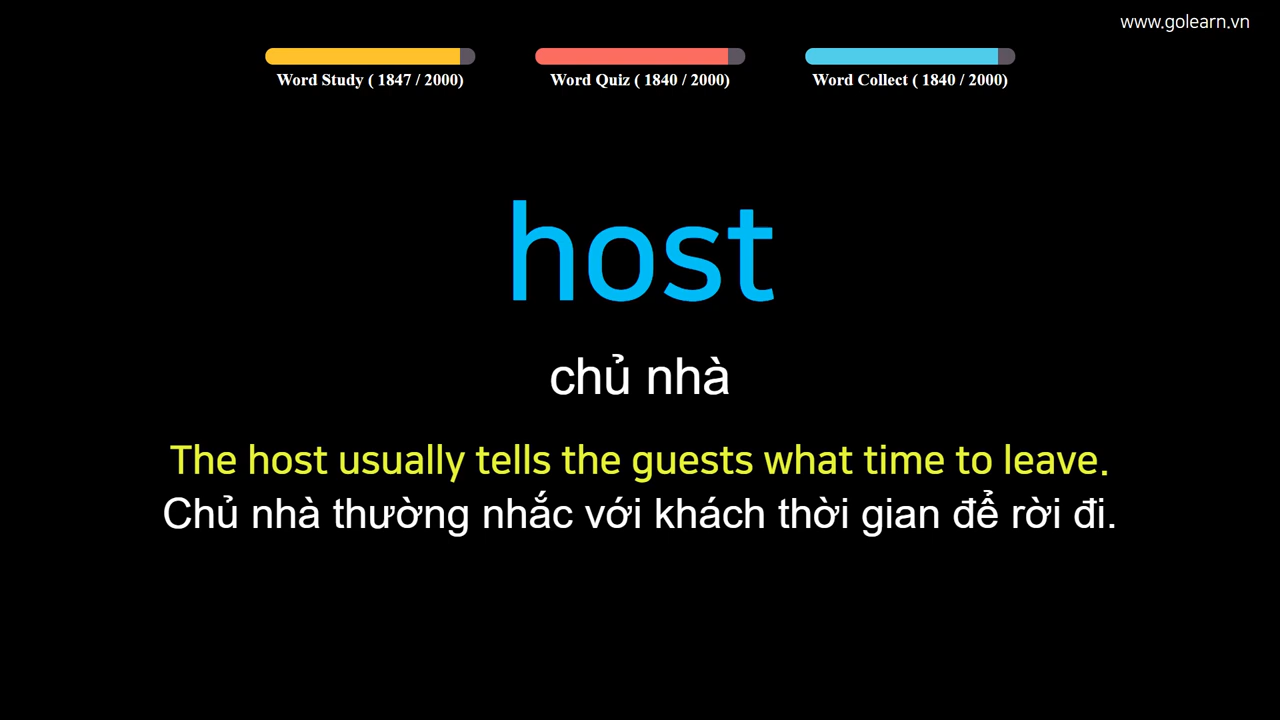 www.golearn.vn
Word Study ( 1847 / 2000)
Word Quiz ( 1840 / 2000)
Word Collect ( 1840 / 2000)
host
chủ nhà
The host usually tells the guests what time to leave.
Chủ nhà thường nhắc với khách thời gian để rời đi.